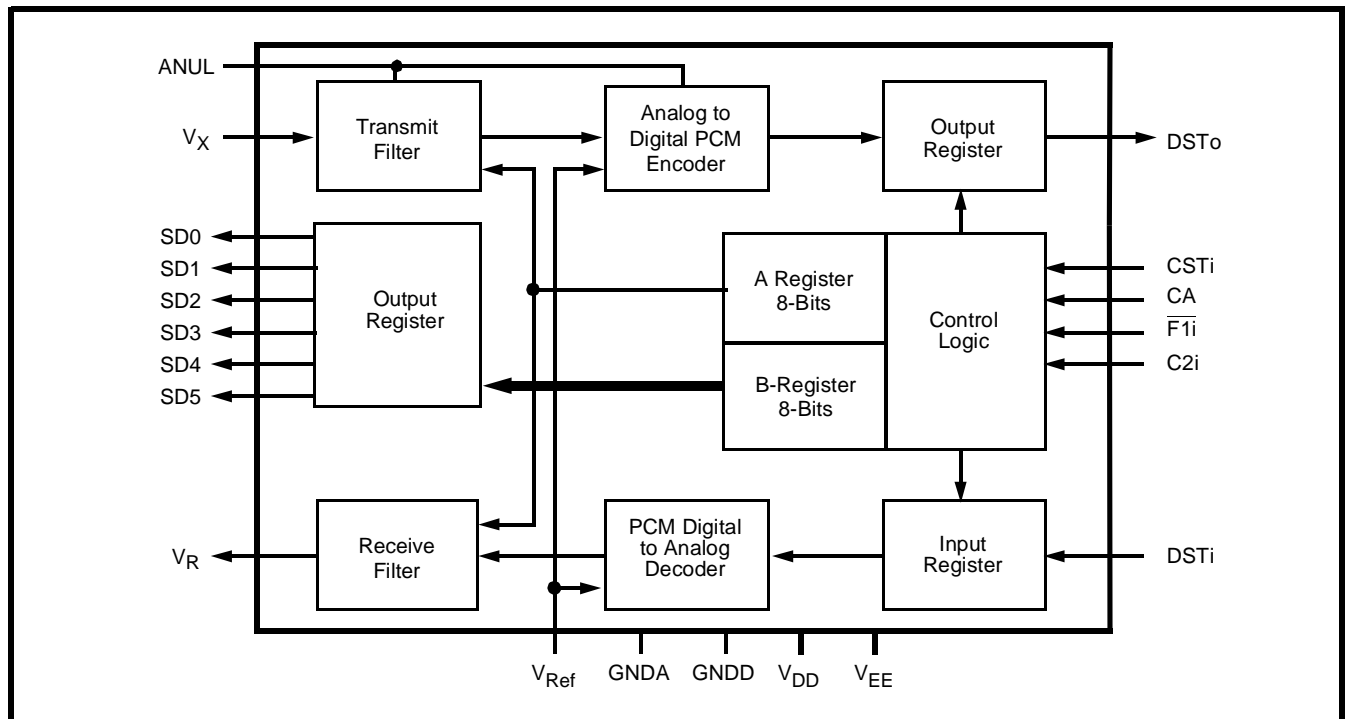 ANUL
VX
Transmit
Filter
Analog to
Digital PCM
Encoder
Output
Register
DSTo
SD0
SD1
SD2
SD3
SD4
SD5
Output
Register
A Register
8-Bits
B-Register
8-Bits
Control
Logic
CSTi
CA
F1i
C2i
VR
Receive
Filter
PCM Digital
to Analog
Decoder
Input
Register
DSTi
VRef
GNDA
GNDD
VDD
VEE